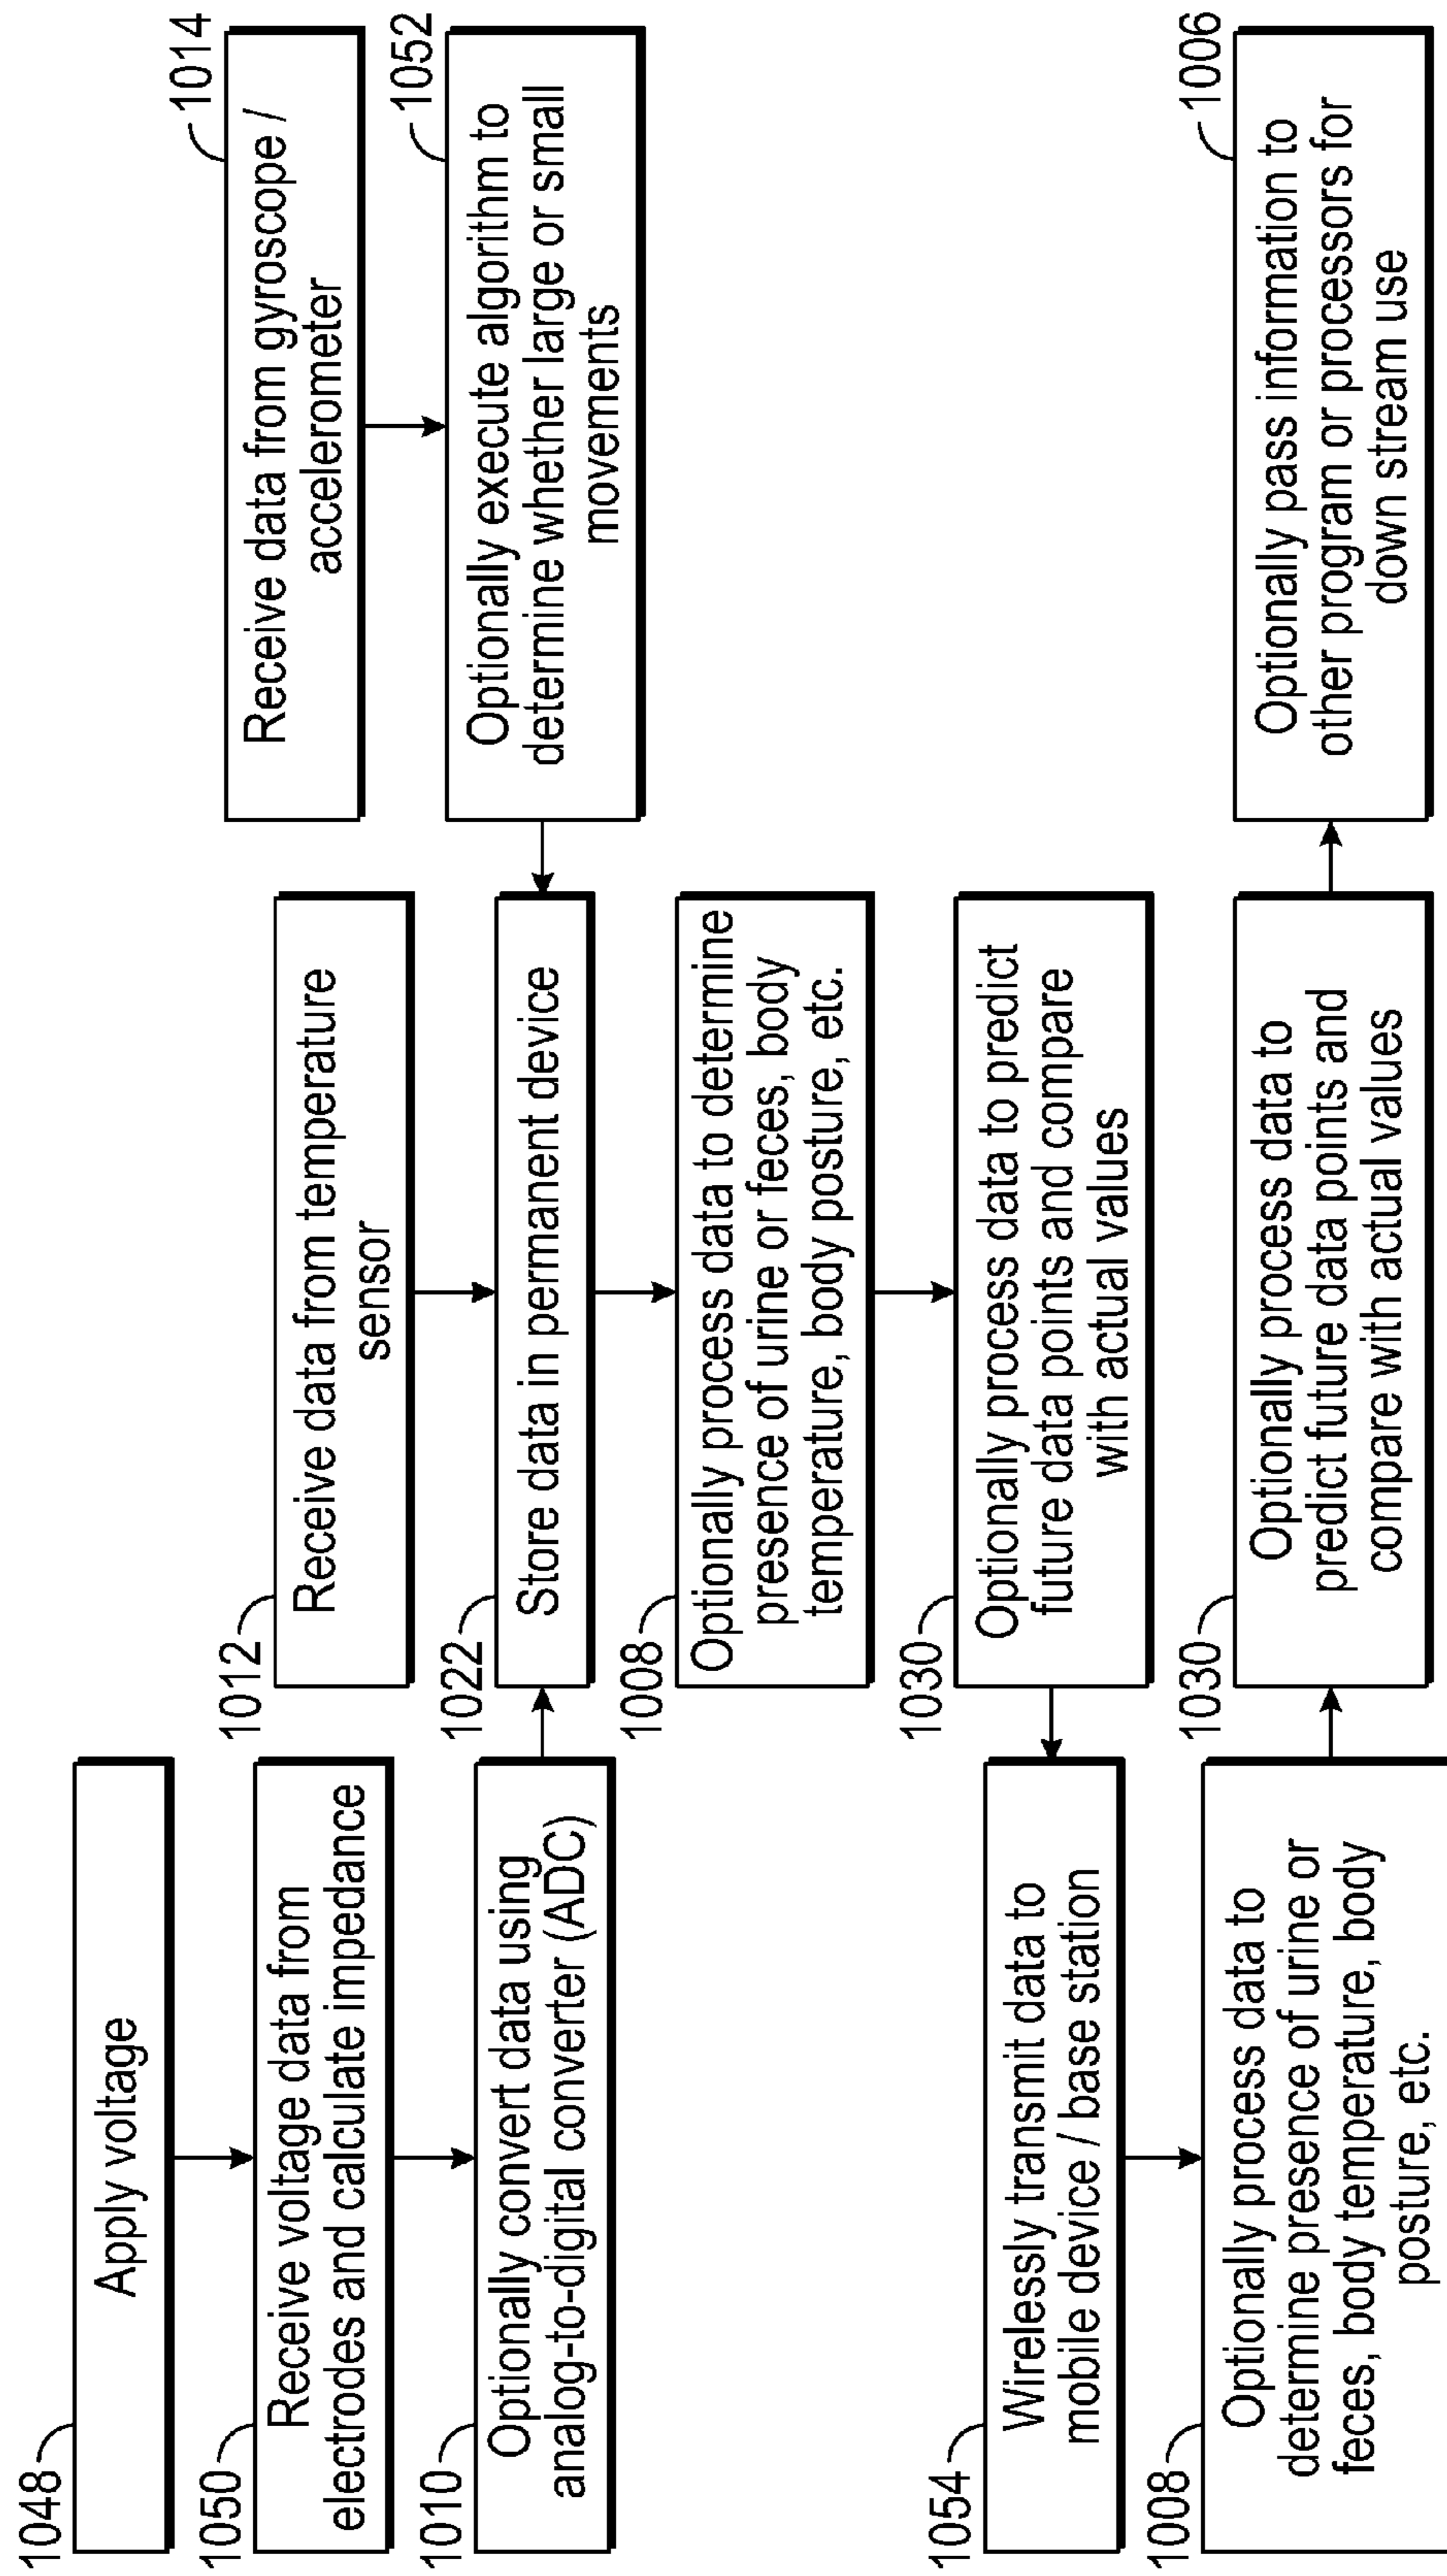 1048
Apply voltage
1050
Receive voltage data from
electrodes and calculate impedance
1010
Optionally convert data using
analog-to-digital converter (ADC)
1012
Receive data from temperature
sensor
1014
Receive data from gyroscope /
accelerometer
1052
Optionally execute algorithm to
determine whether large or small
movements
1022
Store data in permanent device
1008
Optionally process data to determine
presence of urine or feces, body
temperature, body posture, etc.
1030
Optionally process data to predict
future data points and compare
with actual values
1054
Wirelessly transmit data to
mobile device / base station
1008
Optionally process data to
determine presence of urine or
feces, body temperature, body
posture, etc.
1030
Optionally process data to
predict future data points and
compare with actual values
1006
Optionally pass information to
other program or processors for
down stream use